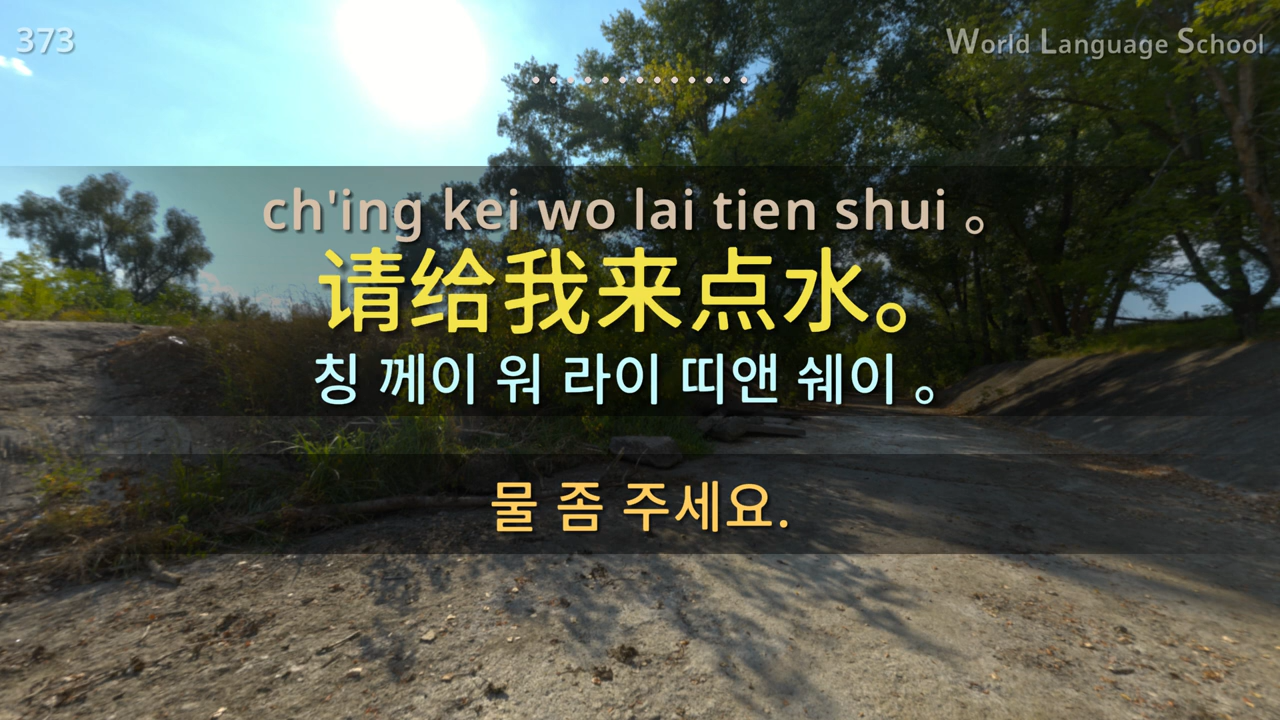 373
World Language School
ch'ing kei wo lai tien shui 。
请给我来点水。
칭 께이 워 라이 띠앤 쉐이 。
물 좀 주세요.